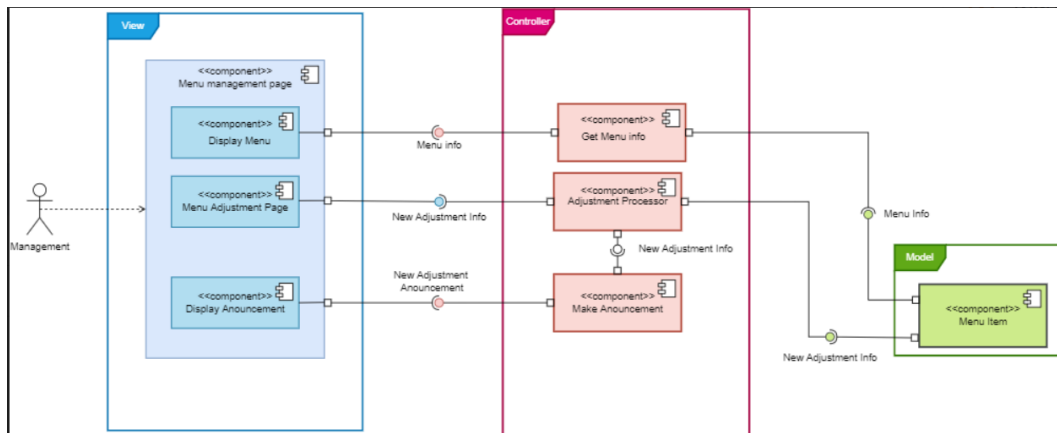 View
Controller
<<component>>
Menu management page
<<component>>
Display Menu
Menu info
<<component>>
Get Menu info
<<component>>
Menu Adjustment Page
New Adjustment Info
<<component>>
Adjustment Processor
Menu Info
Management
New Adjustment Info
Model
New Adjustment
Anouncement
<<component>>
Display Anouncement
<<component>>
Make Anouncement
<<component>>
Menu Item
New Adjustment Info